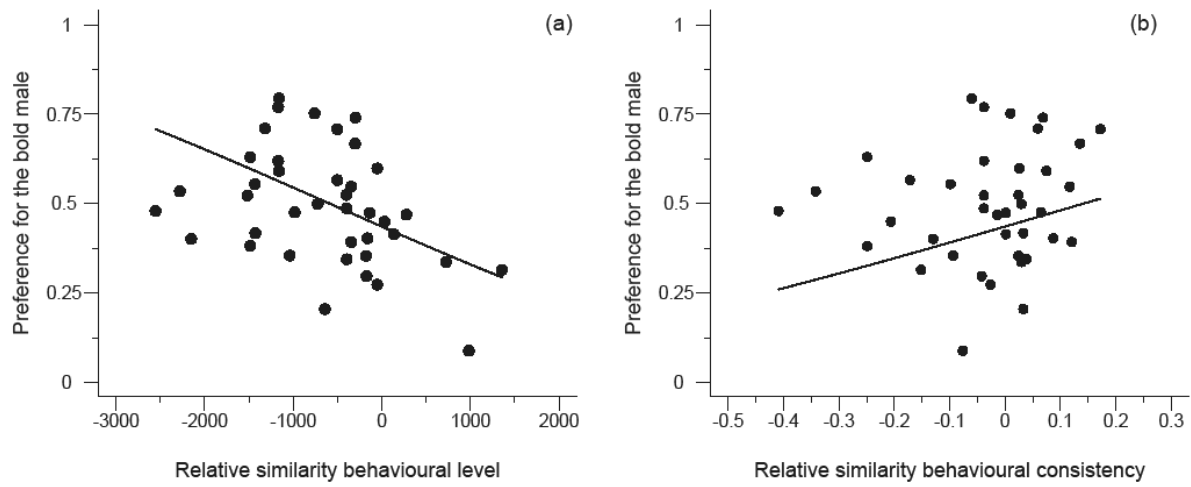 (a)
Preference for the bold male
1
0.75
0.5
0.25
0
-3000 -2000 -1000 0 1000 2000
Relative similarity behavioural level
(b)
Preference for the bold male
1
0.75
0.5
0.25
0
-0.5 -0.4 -0.3 -0.2 -0.1 0 0.1 0.2 0.3
Relative similarity behavioural consistency